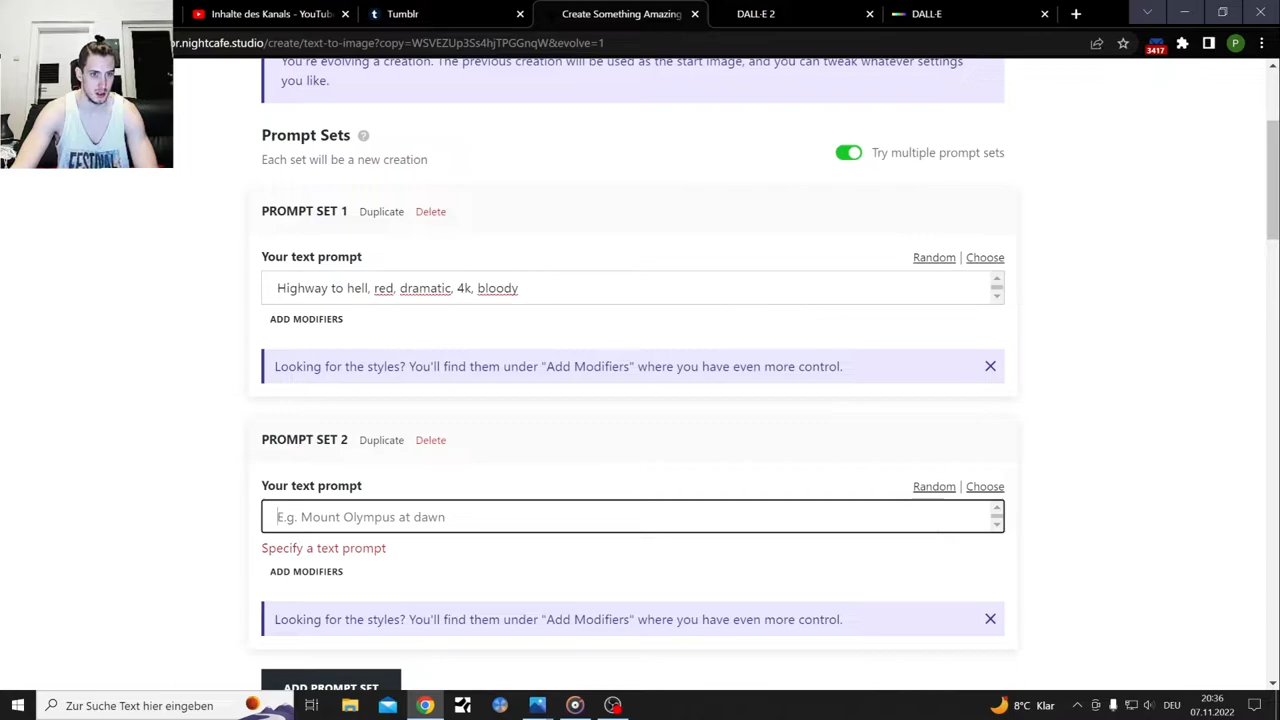 Inhalte des Kanals - YouTub
Tumblr
Create Something Amazing
DALL·E 2
DALL·E
or.nightcafe.studio/create/text-to-image?copy=WSVEZUp3Ss4hjTPGGnqW&evolve=1
3417
P
You're evolving a creation. The previous creation will be used as the start image, and you can tweak whatever settings
you like.
Prompt Sets ?
Each set will be a new creation
Try multiple prompt sets
PROMPT SET 1 Duplicate Delete
Your text prompt
Random | Choose
Highway to hell, red, dramatic, 4k, bloody
ADD MODIFIERS
Looking for the styles? You'll find them under "Add Modifiers" where you have even more control.
PROMPT SET 2 Duplicate Delete
Your text prompt
Random | Choose
E.g. Mount Olympus at dawn
Specify a text prompt
ADD MODIFIERS
Looking for the styles? You'll find them under "Add Modifiers" where you have even more control.
ADD PROMPT SET
FESTIVAL
Zur Suche Text hier eingeben
8°C Klar
DEU
20:36
07.11.2022